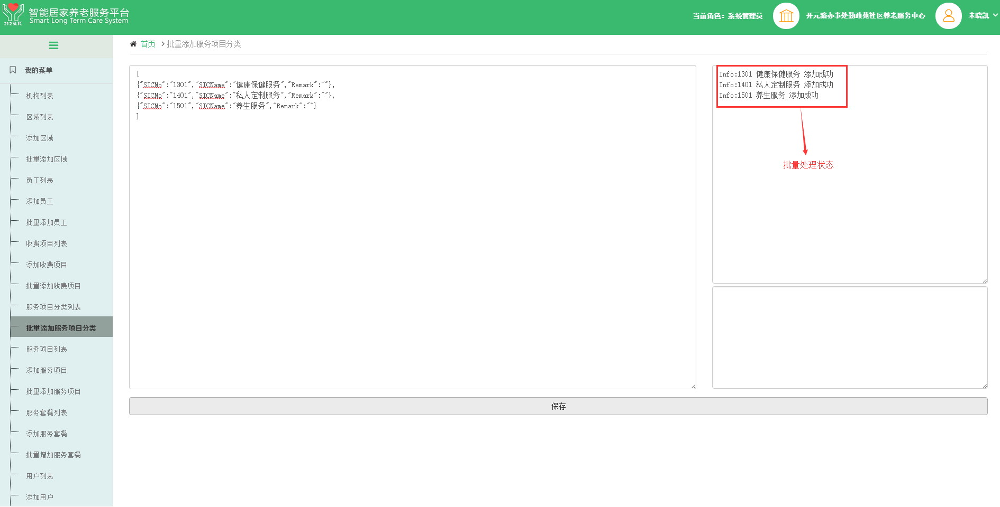 智能居家养老服务平台
Smart Long Term Care System
212SLTC
当前角色：系统管理员
开元路办事处勤政苑社区养老服务中心
朱晓凯
首页
批量添加服务项目分类
我的菜单
机构列表
区域列表
添加区域
批量添加区域
员工列表
添加员工
批量添加员工
收费项目列表
添加收费项目
批量添加收费项目
服务项目分类列表
批量添加服务项目分类
服务项目列表
添加服务项目
批量添加服务项目
服务套餐列表
添加服务套餐
批量增加服务套餐
用户列表
添加用户
[
{"SICNo":"1301","SICName":"健康保健服务","Remark":""},
{"SICNo":"1401","SICName":"私人定制服务","Remark":""},
{"SICNo":"1501","SICName":"养生服务","Remark":""}
]
Info:1301 健康保健服务 添加成功
Info:1401 私人定制服务 添加成功
Info:1501 养生服务 添加成功
批量处理状态
保存